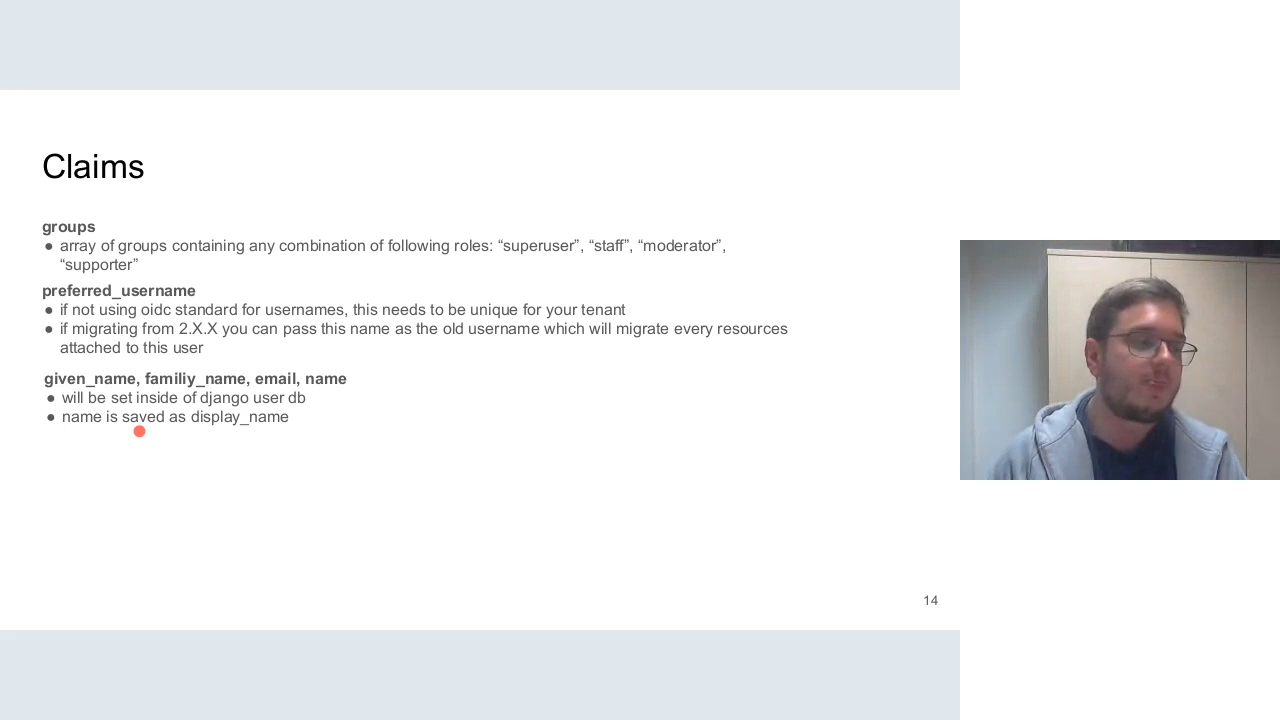 Claims
groups
● array of groups containing any combination of following roles: “superuser”, “staff”, “moderator”,
“supporter”
preferred_username
● if not using oidc standard for usernames, this needs to be unique for your tenant
● if migrating from 2.X.X you can pass this name as the old username which will migrate every resources
attached to this user
given_name, familiy_name, email, name
● will be set inside of django user db
● name is saved as display_name
14